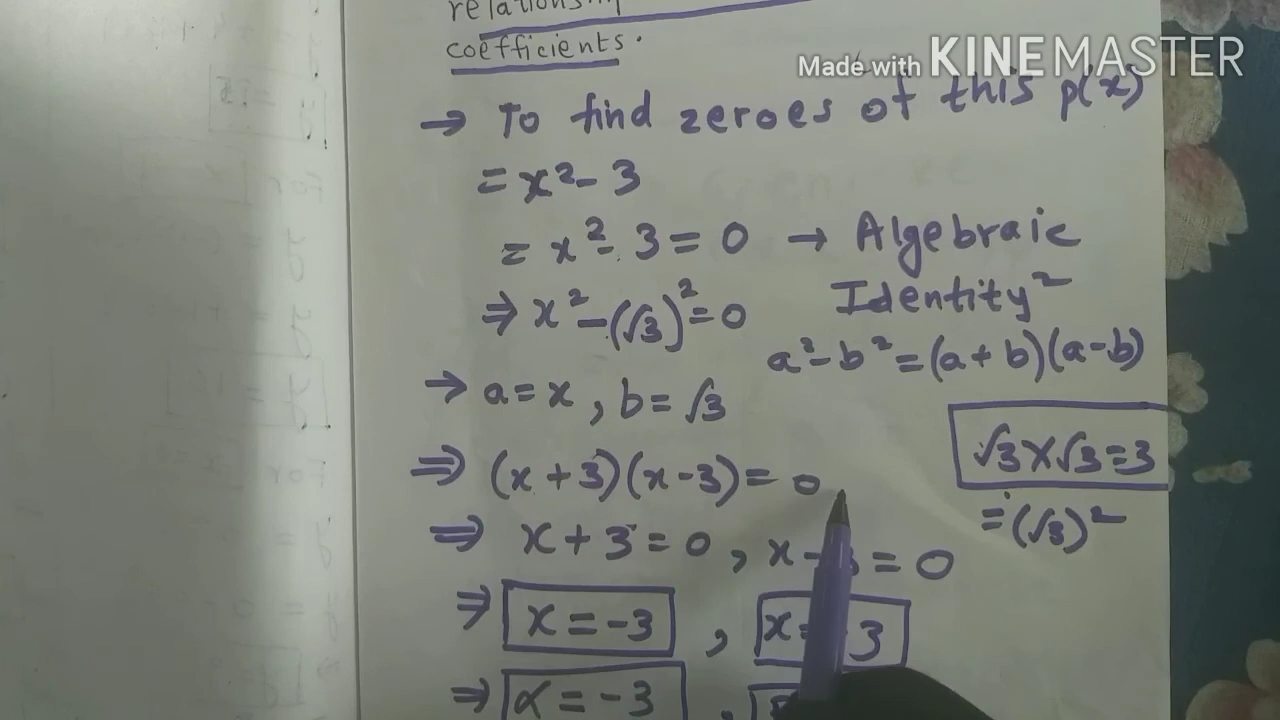 relationship
coefficients.
Made with KINEMASTER
→ To find zeroes of this p(x)
= x² - 3
= x² - 3 = 0 → Algebraic
Identity²
⇒ x² - (√3)² = 0
a² - b² = (a + b)(a - b)
→ a = x, b = √3
√3 × √3 = 3
= (√3)²
⇒ (x + 3)(x - 3) = 0
⇒ x + 3 = 0, x - 3 = 0
⇒ x = -3, x = 3
⇒ α = -3,